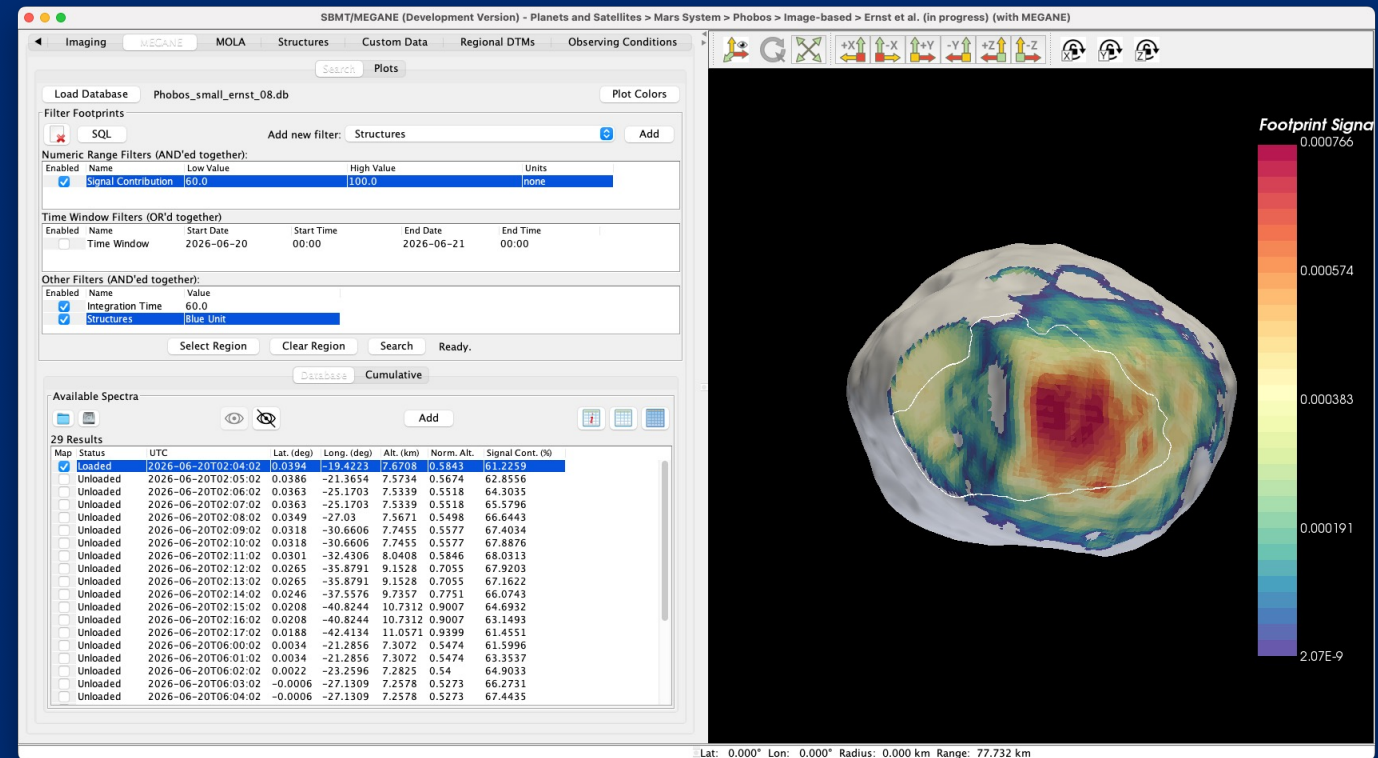 SBMT/MEGANE (Development Version) - Planets and Satellites > Mars System > Phobos > Image-based > Ernst et al. (in progress) (with MEGANE)
Imaging MEGANE MOLA Structures Custom Data Regional DTMs Observing Conditions
Search Plots
Load Database Phobos_small_ernst_08.db Plot Colors
Filter Footprints
SQL Add new filter: Structures Add
Numeric Range Filters (AND'ed together):
Enabled Name Low Value High Value Units
Signal Contribution 60.0 100.0 none
Time Window Filters (OR'd together)
Enabled Name Start Date Start Time End Date End Time
Time Window 2026-06-20 00:00 2026-06-21 00:00
Other Filters (AND'ed together):
Enabled Name Value
Integration Time 60.0
Structures Blue Unit
Select Region Clear Region Search Ready.
Database Cumulative
Available Spectra
Add
29 Results
Map Status UTC Lat. (deg) Long. (deg) Alt. (km) Norm. Alt. Signal Cont. (%)
Loaded 2026-06-20T02:04:02 0.0394 -19.4223 7.6708 0.5843 61.2259
Unloaded 2026-06-20T02:05:02 0.0386 -21.3654 7.5734 0.5674 62.8556
Unloaded 2026-06-20T02:06:02 0.0363 -25.1703 7.5339 0.5518 64.3035
Unloaded 2026-06-20T02:07:02 0.0363 -25.1703 7.5339 0.5518 65.5796
Unloaded 2026-06-20T02:08:02 0.0349 -27.03 7.5671 0.5498 66.6443
Unloaded 2026-06-20T02:09:02 0.0318 -30.6606 7.7455 0.5577 67.4034
Unloaded 2026-06-20T02:10:02 0.0318 -30.6606 7.7455 0.5577 67.8876
Unloaded 2026-06-20T02:11:02 0.0301 -32.4306 8.0408 0.5846 68.0313
Unloaded 2026-06-20T02:12:02 0.0265 -35.8791 9.1528 0.7055 67.9203
Unloaded 2026-06-20T02:13:02 0.0265 -35.8791 9.1528 0.7055 67.1622
Unloaded 2026-06-20T02:14:02 0.0246 -37.5576 9.7357 0.7751 66.0743
Unloaded 2026-06-20T02:15:02 0.0208 -40.8244 10.7312 0.9007 64.6932
Unloaded 2026-06-20T02:16:02 0.0208 -40.8244 10.7312 0.9007 63.1493
Unloaded 2026-06-20T02:17:02 0.0188 -42.4134 11.0571 0.9399 61.4551
Unloaded 2026-06-20T06:00:02 0.0034 -21.2856 7.3072 0.5474 61.5996
Unloaded 2026-06-20T06:01:02 0.0034 -21.2856 7.3072 0.5474 63.3537
Unloaded 2026-06-20T06:02:02 0.0022 -23.2596 7.2825 0.54 64.9033
Unloaded 2026-06-20T06:03:02 -0.0006 -27.1309 7.2578 0.5273 66.2731
Unloaded 2026-06-20T06:04:02 -0.0006 -27.1309 7.2578 0.5273 67.4435
+X -X +Y -Y +Z -Z X Y Z
Footprint Signa
0.000766
0.000574
0.000383
0.000191
2.07E-9
Lat: 0.000° Lon: 0.000° Radius: 0.000 km Range: 77.732 km